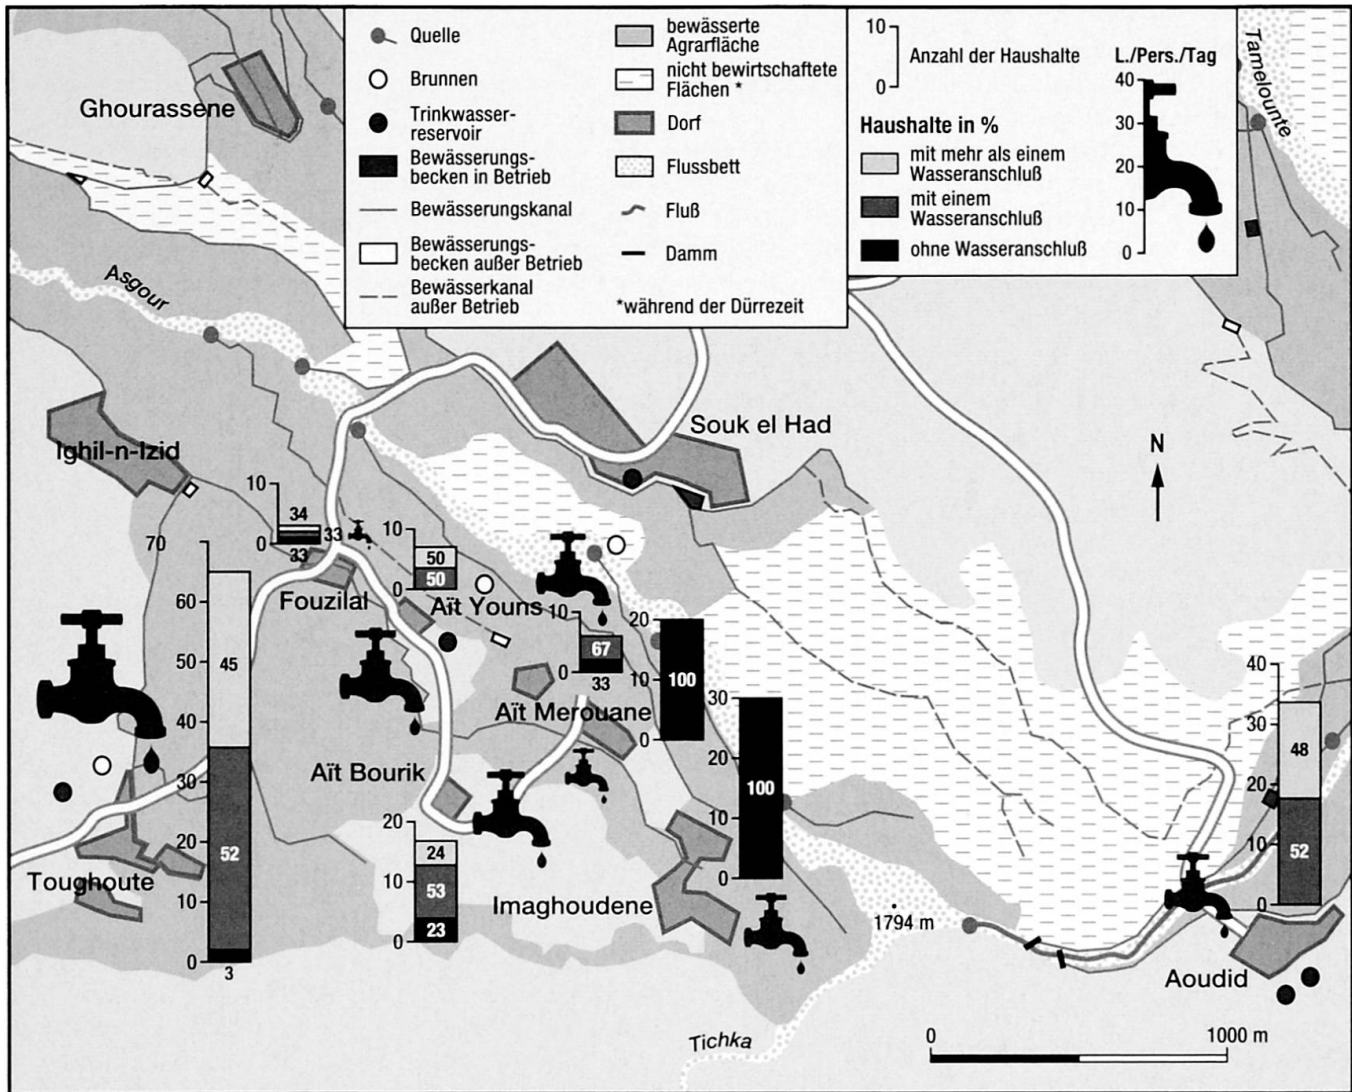 Quelle
Brunnen
Trinkwasser-
reservoir
Bewässerungs-
becken in Betrieb
Bewässerungskanal
Bewässerungs-
becken außer Betrieb
Bewässerkanal
außer Betrieb
bewässerte
Agrarfläche
nicht bewirtschaftete
Flächen *
Dorf
Flussbett
Fluß
Damm
*während der Dürrezeit
10
0
Anzahl der Haushalte
Haushalte in %
mit mehr als einem
Wasseranschluß
mit einem
Wasseranschluß
ohne Wasseranschluß
L./Pers./Tag
40
30
20
10
0
Tamelounte
Ghourassene
Asgour
Ighil-n-Izid
Souk el Had
N
10
0
34
33
33
Fouzilal
10
0
50
50
Aït Youns
10
0
67
33
Aït Merouane
20
10
0
100
30
20
10
0
100
70
60
50
40
30
20
10
0
45
52
3
Toughoute
Aït Bourik
20
10
0
24
53
23
Imaghoudene
1794 m
40
30
20
10
0
48
52
Aoudid
Tichka
0
1000 m